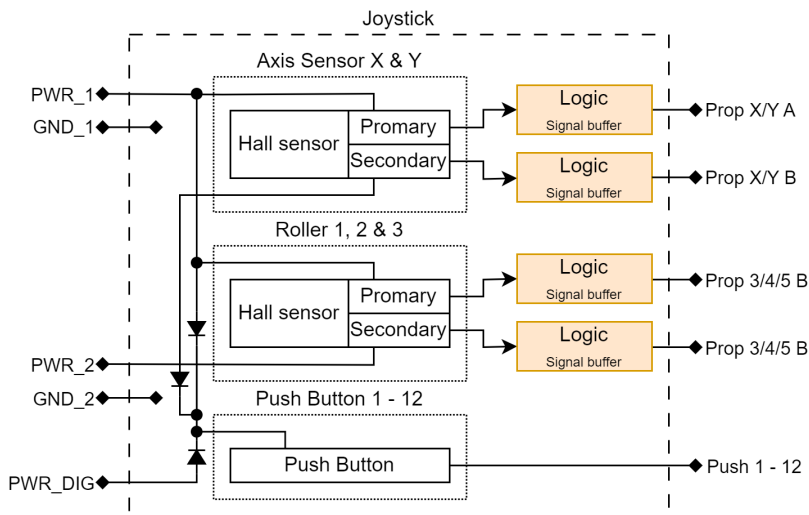 Joystick
Axis Sensor X & Y
PWR_1
GND_1
Hall sensor
Promary
Secondary
Logic
Signal buffer
Prop X/Y A
Logic
Signal buffer
Prop X/Y B
Roller 1, 2 & 3
Hall sensor
Promary
Secondary
Logic
Signal buffer
Prop 3/4/5 B
Logic
Signal buffer
Prop 3/4/5 B
PWR_2
GND_2
Push Button 1 - 12
Push Button
PWR_DIG
Push 1 - 12